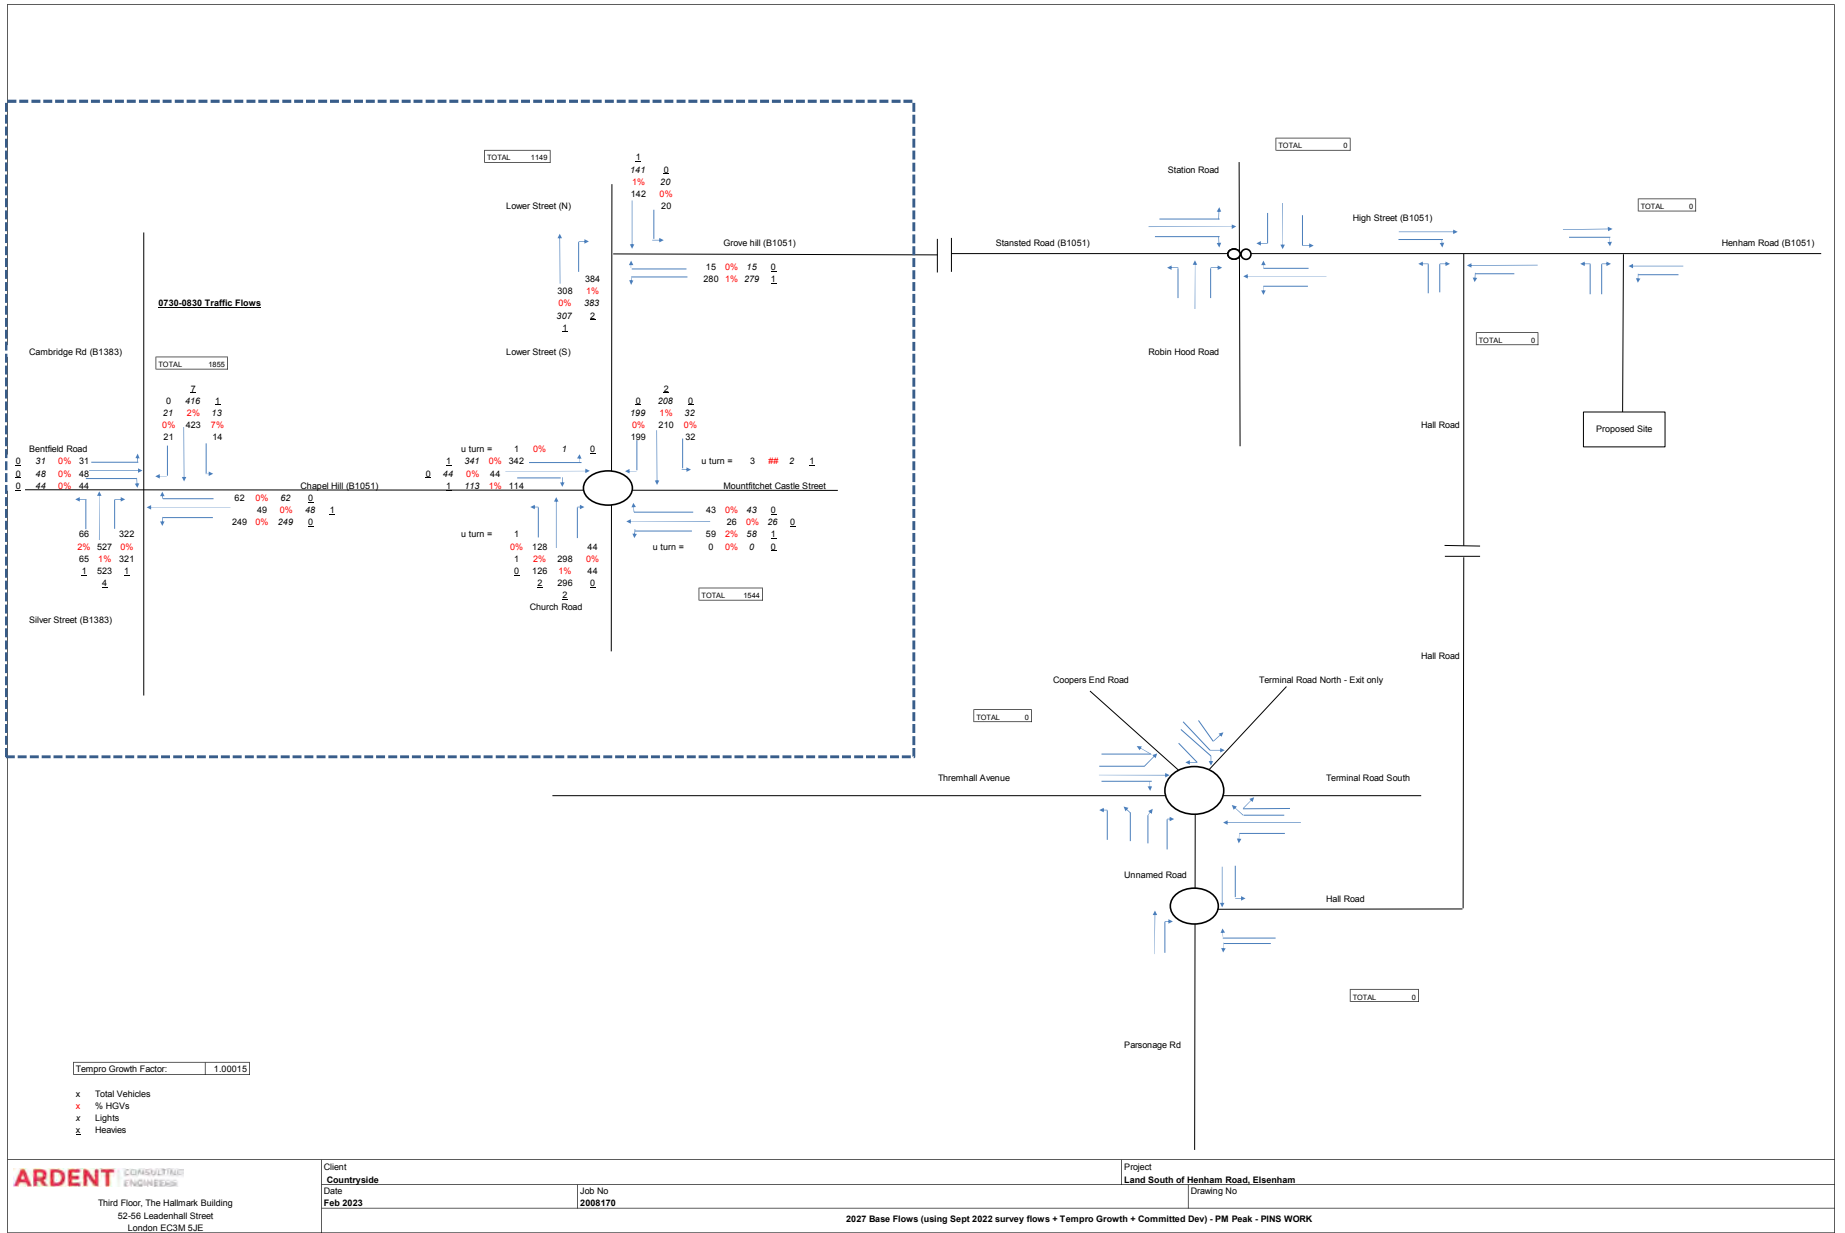 TOTAL 1149
1
141 0
1% 20
142 0%
20
Lower Street (N)
Grove hill (B1051)
15 0% 15 0
280 1% 279 1
384
308 1%
0% 383
307 2
1
Lower Street (S)
0730-0830 Traffic Flows
Cambridge Rd (B1383)
TOTAL 1855
7
0 416 1
21 2% 13
0% 423 7%
21 14
Bentfield Road
0 31 0% 31
0 48 0% 48
0 44 0% 44
Chapel Hill (B1051)
62 0% 62 0
49 0% 48 1
249 0% 249 0
66 322
2% 527 0%
65 1% 321
1 523 1
4
Silver Street (B1383)
2
0 208 0
199 1% 32
0% 210 0%
199 32
u turn = 1 0% 1 0
1 341 0% 342
0 44 0% 44
1 113 1% 114
u turn = 3 ## 2 1
Mountfitchet Castle Street
43 0% 43 0
26 0% 26 0
59 2% 58 1
u turn = 0 0% 0 0
u turn = 1
0% 128 44
1 2% 298 0%
0 126 1% 44
2 296 0
2
Church Road
TOTAL 1544
TOTAL 0
Station Road
Stansted Road (B1051)
High Street (B1051)
TOTAL 0
Henham Road (B1051)
Robin Hood Road
TOTAL 0
Hall Road
Proposed Site
Hall Road
Coopers End Road
Terminal Road North - Exit only
TOTAL 0
Thremhall Avenue
Terminal Road South
Unnamed Road
Hall Road
TOTAL 0
Parsonage Rd
Tempro Growth Factor: 1.00015
x Total Vehicles
x % HGVs
x Lights
x Heavies
ARDENT CONSULTING
ENGINEERS
Third Floor, The Hallmark Building
52-56 Leadenhall Street
London EC3M 5JE
Client
Countryside
Project
Land South of Henham Road, Elsenham
Date
Feb 2023
Job No
2008170
Drawing No
2027 Base Flows (using Sept 2022 survey flows + Tempro Growth + Committed Dev) - PM Peak - PINS WORK